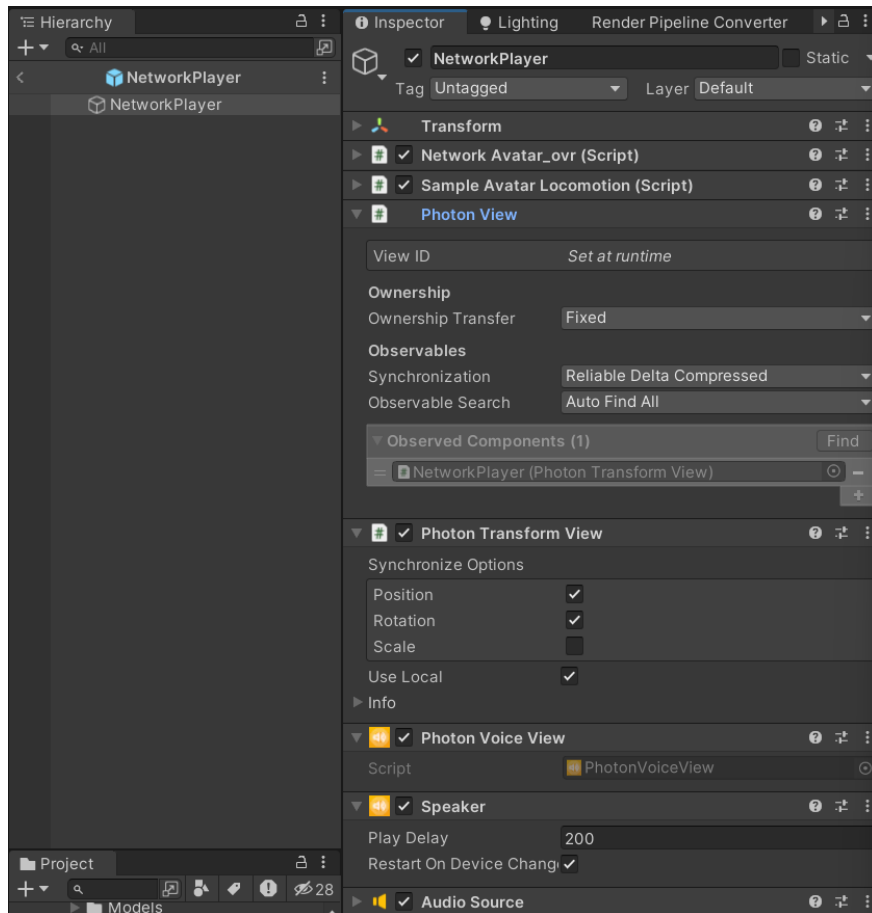 Hierarchy
All
NetworkPlayer
NetworkPlayer
Inspector Lighting Render Pipeline Converter
NetworkPlayer Static
Tag Untagged Layer Default
Transform
Network Avatar_ovr (Script)
Sample Avatar Locomotion (Script)
Photon View
View ID Set at runtime
Ownership
Ownership Transfer Fixed
Observables
Synchronization Reliable Delta Compressed
Observable Search Auto Find All
Observed Components (1) Find
NetworkPlayer (Photon Transform View)
Photon Transform View
Synchronize Options
Position
Rotation
Scale
Use Local
Info
Photon Voice View
Script PhotonVoiceView
Speaker
Play Delay 200
Restart On Device Chang
Audio Source
Project
28
Models